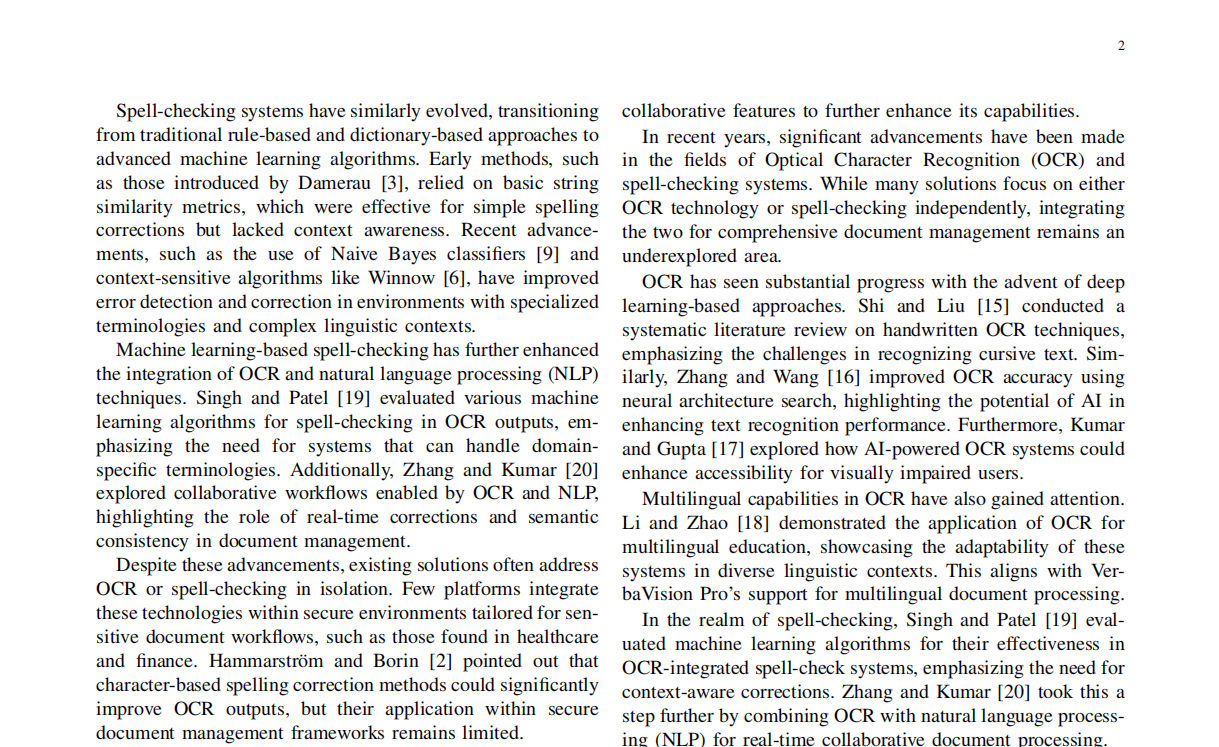 2
Spell-checking systems have similarly evolved, transitioning
from traditional rule-based and dictionary-based approaches to
advanced machine learning algorithms. Early methods, such
as those introduced by Damerau [3], relied on basic string
similarity metrics, which were effective for simple spelling
corrections but lacked context awareness. Recent advance-
ments, such as the use of Naive Bayes classifiers [9] and
context-sensitive algorithms like Winnow [6], have improved
error detection and correction in environments with specialized
terminologies and complex linguistic contexts.
Machine learning-based spell-checking has further enhanced
the integration of OCR and natural language processing (NLP)
techniques. Singh and Patel [19] evaluated various machine
learning algorithms for spell-checking in OCR outputs, em-
phasizing the need for systems that can handle domain-
specific terminologies. Additionally, Zhang and Kumar [20]
explored collaborative workflows enabled by OCR and NLP,
highlighting the role of real-time corrections and semantic
consistency in document management.
Despite these advancements, existing solutions often address
OCR or spell-checking in isolation. Few platforms integrate
these technologies within secure environments tailored for sen-
sitive document workflows, such as those found in healthcare
and finance. Hammarström and Borin [2] pointed out that
character-based spelling correction methods could significantly
improve OCR outputs, but their application within secure
document management frameworks remains limited.
collaborative features to further enhance its capabilities.
In recent years, significant advancements have been made
in the fields of Optical Character Recognition (OCR) and
spell-checking systems. While many solutions focus on either
OCR technology or spell-checking independently, integrating
the two for comprehensive document management remains an
underexplored area.
OCR has seen substantial progress with the advent of deep
learning-based approaches. Shi and Liu [15] conducted a
systematic literature review on handwritten OCR techniques,
emphasizing the challenges in recognizing cursive text. Sim-
ilarly, Zhang and Wang [16] improved OCR accuracy using
neural architecture search, highlighting the potential of AI in
enhancing text recognition performance. Furthermore, Kumar
and Gupta [17] explored how AI-powered OCR systems could
enhance accessibility for visually impaired users.
Multilingual capabilities in OCR have also gained attention.
Li and Zhao [18] demonstrated the application of OCR for
multilingual education, showcasing the adaptability of these
systems in diverse linguistic contexts. This aligns with Ver-
baVision Pro's support for multilingual document processing.
In the realm of spell-checking, Singh and Patel [19] eval-
uated machine learning algorithms for their effectiveness in
OCR-integrated spell-check systems, emphasizing the need for
context-aware corrections. Zhang and Kumar [20] took this a
step further by combining OCR with natural language process-
ing (NLP) for real-time collaborative document processing.